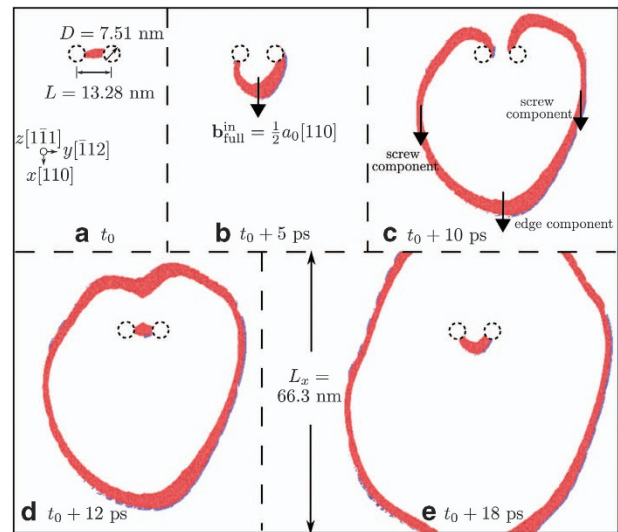 D = 7.51 nm
L = 13.28 nm
z[11̄1]
y[1̄12]
x[110]
a t₀
b^in_full = ½a₀[110]
b t₀ + 5 ps
screw
component
screw
component
edge component
c t₀ + 10 ps
L_x =
66.3 nm
d t₀ + 12 ps
e t₀ + 18 ps